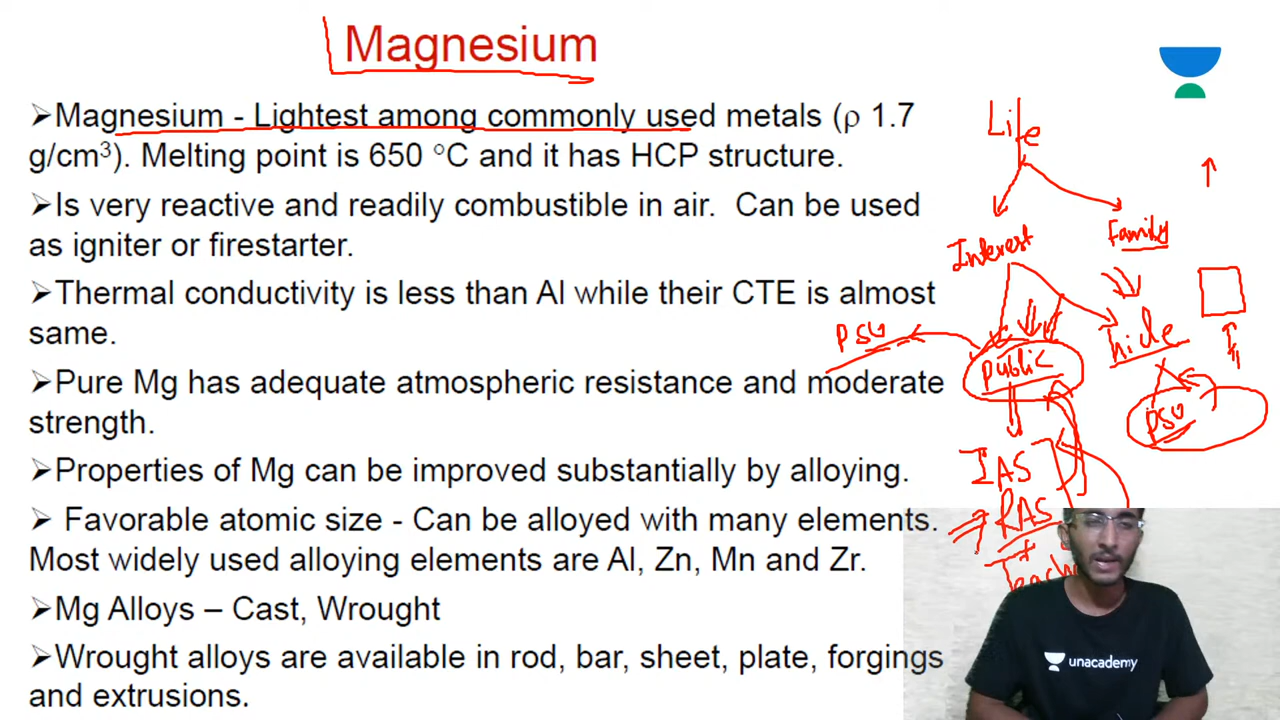 Magnesium
➢Magnesium - Lightest among commonly used metals (ρ 1.7
g/cm³). Melting point is 650 °C and it has HCP structure.
➢Is very reactive and readily combustible in air. Can be used
as igniter or firestarter.
➢Thermal conductivity is less than Al while their CTE is almost
same.
➢Pure Mg has adequate atmospheric resistance and moderate
strength.
➢Properties of Mg can be improved substantially by alloying.
➢ Favorable atomic size - Can be alloyed with many elements.
Most widely used alloying elements are Al, Zn, Mn and Zr.
➢Mg Alloys – Cast, Wrought
➢Wrought alloys are available in rod, bar, sheet, plate, forgings
and extrusions.
Life
Interest
Family
PSU
public
hide
PSU
IAS
RAS
unacademy